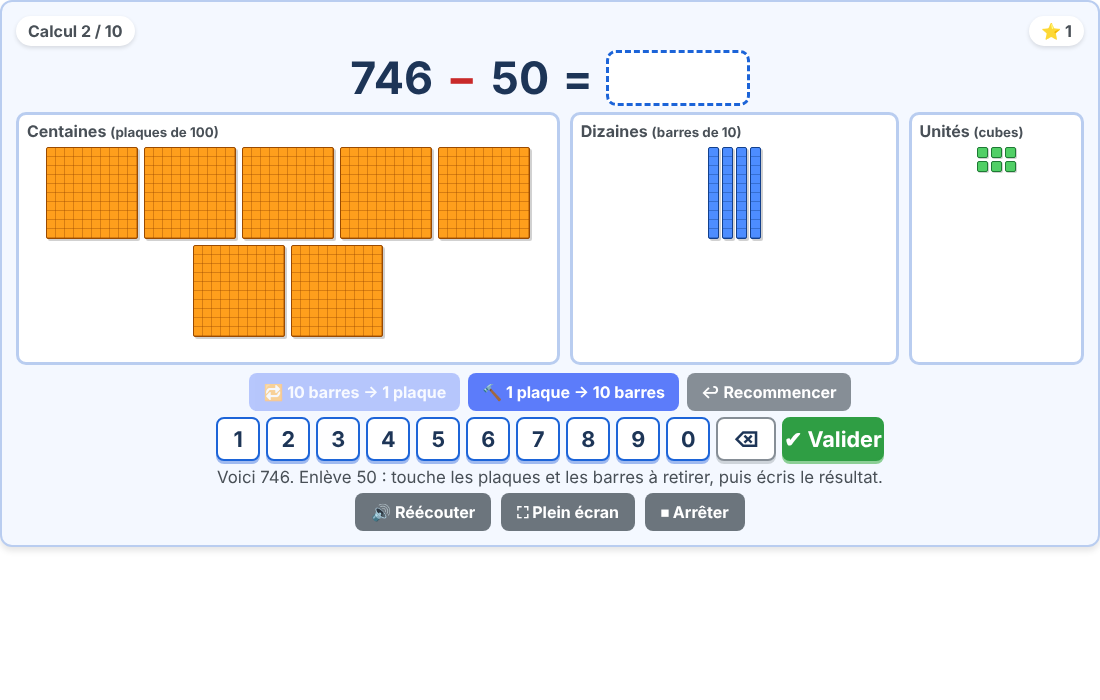 Calcul 2 / 10
⭐ 1
746 – 50 =
Centaines (plaques de 100)
Dizaines (barres de 10)
Unités (cubes)
🔁 10 barres → 1 plaque
🔨 1 plaque → 10 barres
↩ Recommencer
1 2 3 4 5 6 7 8 9 0 ⌫ ✔ Valider
Voici 746. Enlève 50 : touche les plaques et les barres à retirer, puis écris le résultat.
🔊 Réécouter
⛶ Plein écran
⏹ Arrêter